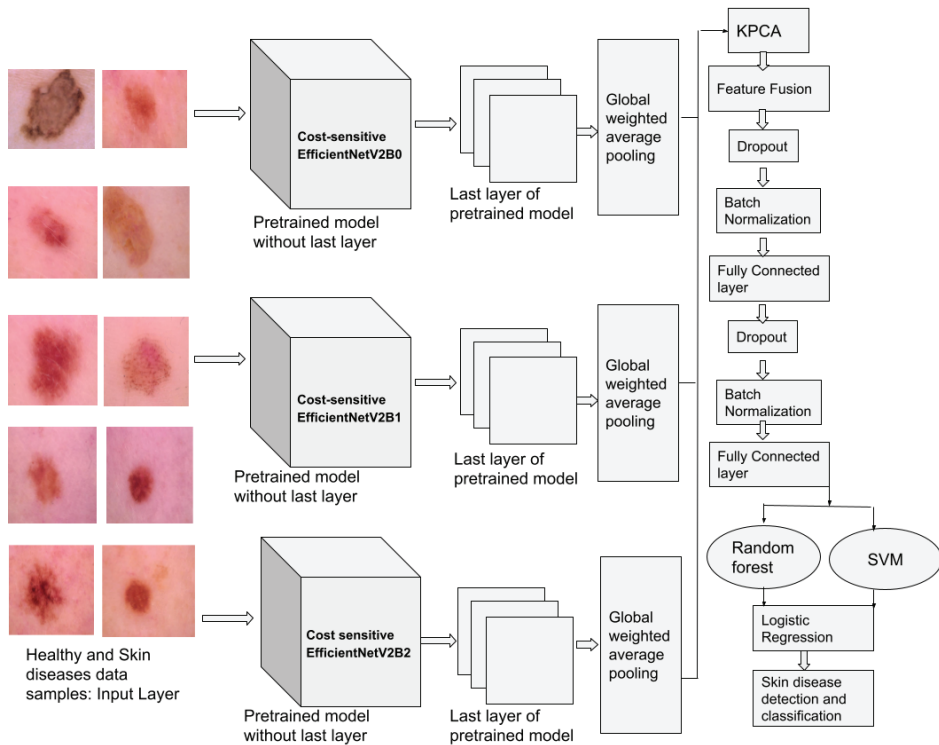 Healthy and Skin
diseases data
samples: Input Layer
Cost-sensitive
EfficientNetV2B0
Pretrained model
without last layer
Last layer of
pretrained model
Global
weighted
average
pooling
Cost-sensitive
EfficientNetV2B1
Pretrained model
without last layer
Last layer of
pretrained model
Global
weighted
average
pooling
Cost sensitive
EfficientNetV2B2
Pretrained model
without last layer
Last layer of
pretrained model
Global
weighted
average
pooling
KPCA
Feature Fusion
Dropout
Batch
Normalization
Fully Connected
layer
Dropout
Batch
Normalization
Fully Connected
layer
Random
forest
SVM
Logistic
Regression
Skin disease
detection and
classification